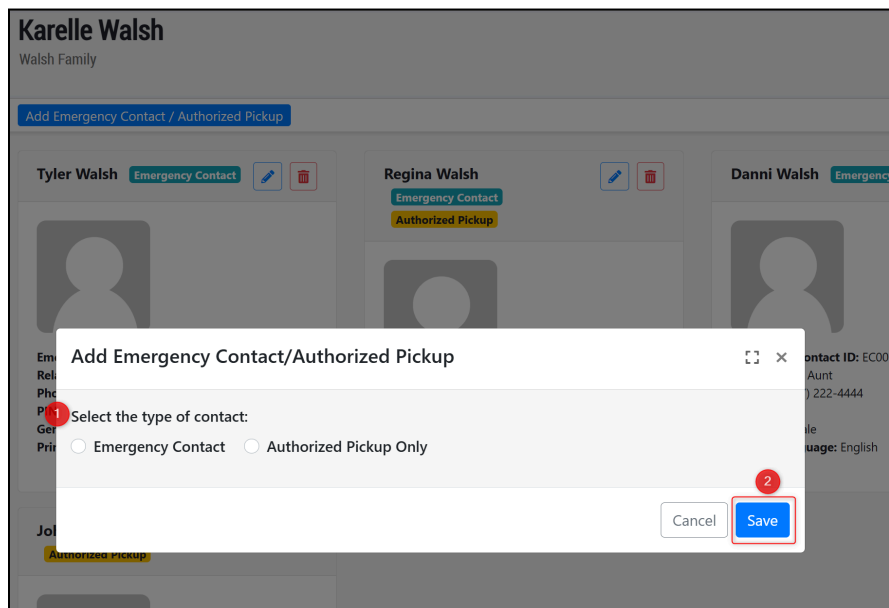 Karelle Walsh
Walsh Family
Add Emergency Contact / Authorized Pickup
Tyler Walsh Emergency Contact
Regina Walsh
Emergency Contact
Authorized Pickup
Danni Walsh Emergency
Add Emergency Contact/Authorized Pickup
ontact ID: EC00
Aunt
) 222-4444
uage: English
1 Select the type of contact:
Emergency Contact Authorized Pickup Only
2
Cancel Save
Authorized Pickup